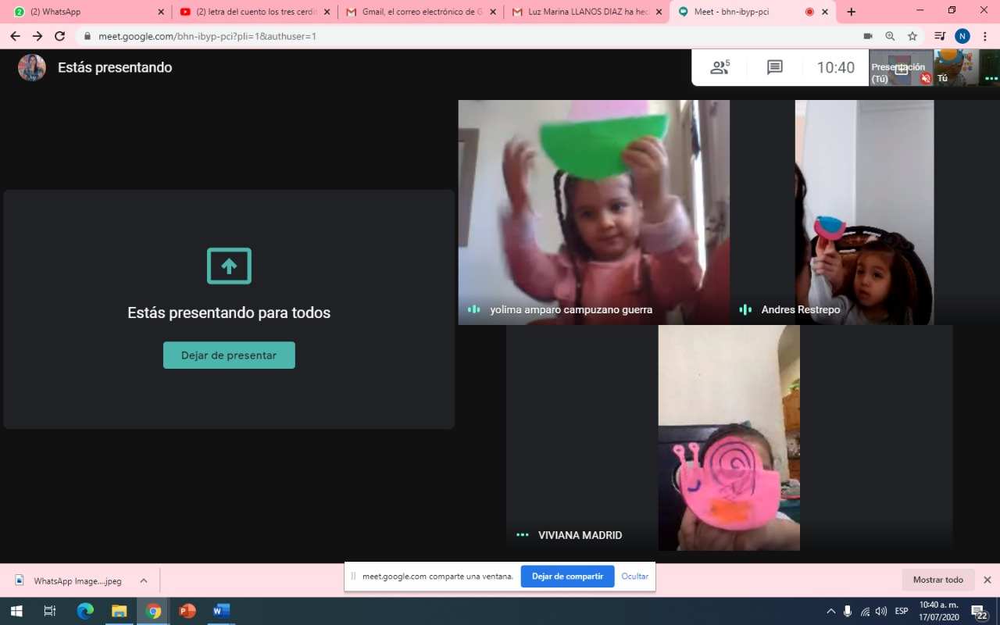 (2) WhatsApp
(2) letra del cuento los tres cerdit
Gmail, el correo electrónico de G
Luz Marina LLANOS DIAZ ha hec
Meet - bhn-ibyp-pci
meet.google.com/bhn-ibyp-pci?pli=1&authuser=1
N
Estás presentando
5
10:40
Presentación
(Tú)
Tú
Estás presentando para todos
Dejar de presentar
yolima amparo campuzano guerra
Andres Restrepo
VIVIANA MADRID
WhatsApp Image....jpeg
meet.google.com comparte una ventana.
Dejar de compartir
Ocultar
Mostrar todo
ESP
10:40 a. m.
17/07/2020
22